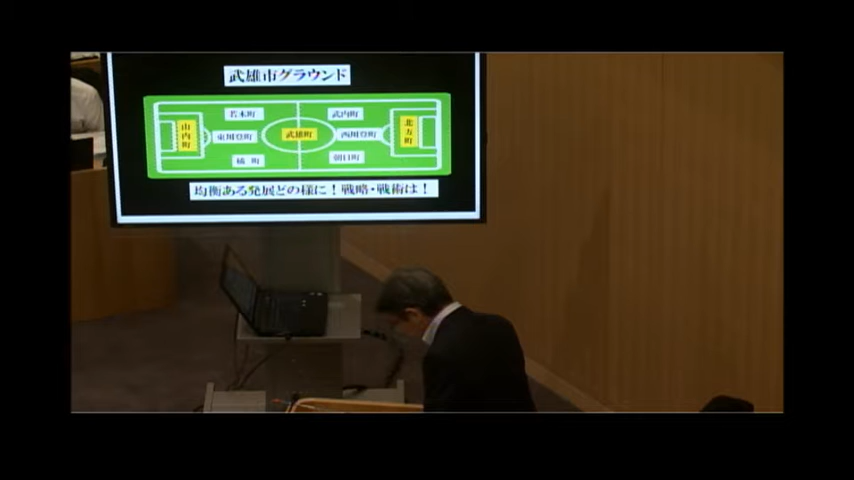 武雄市グラウンド
若木町
武内町
山内町
東川登町
武雄町
西川登町
北方町
橘町
朝日町
均衡ある発展どの様に！戦略・戦術は！